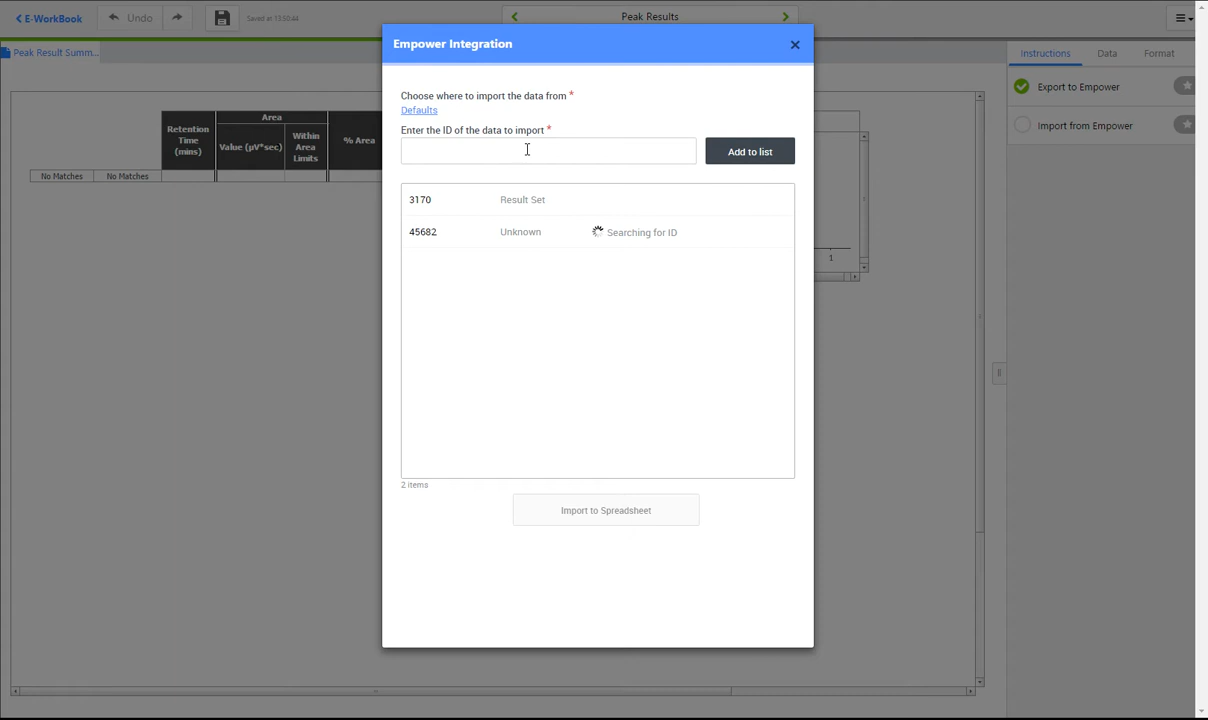 E-WorkBook
Undo
Saved at 13:50:44
Peak Results
Peak Result Summ...
Empower Integration
Instructions
Data
Format
Export to Empower
Import from Empower
Choose where to import the data from *
Defaults
Enter the ID of the data to import *
Add to list
3170 Result Set
45682 Unknown Searching for ID
2 items
Import to Spreadsheet
Retention Time (mins)
Area
Value (µV*sec)
Within Area Limits
% Area
No Matches No Matches
1